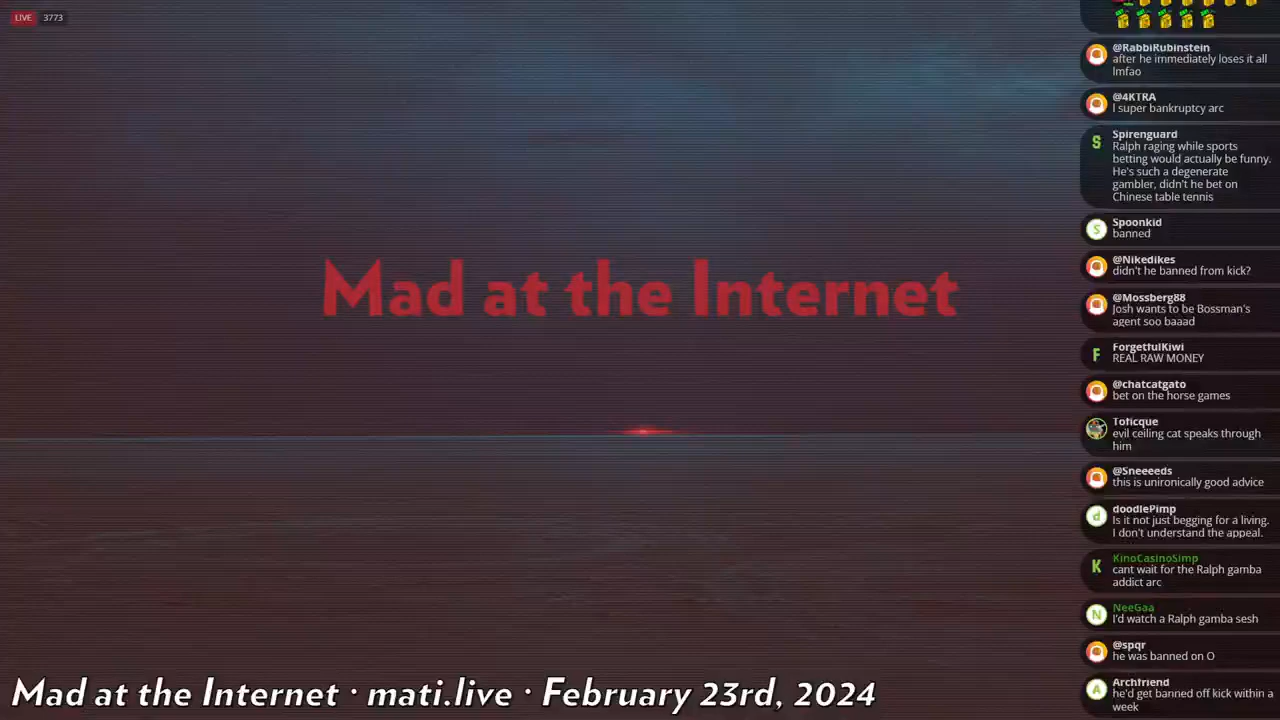 LIVE 3773
@RabbiRubinstein
after he immediately loses it all
lmfao
@4KTRA
I super bankruptcy arc
Spirenguard
Ralph raging while sports
betting would actually be funny.
He's such a degenerate
gambler, didn't he bet on
Chinese table tennis
S
Spoonkid
banned
S
@Nikedikes
didn't he banned from kick?
@Mossberg88
Josh wants to be Bossman's
agent soo baaad
ForgetfulKiwi
REAL RAW MONEY
F
@chatcatgato
bet on the horse games
Toficque
evil ceiling cat speaks through
him
@Sneeeeds
this is unironically good advice
doodlePimp
Is it not just begging for a living.
I don't understand the appeal.
d
KinoCasinoSimp
cant wait for the Ralph gamba
addict arc
K
NeeGaa
I'd watch a Ralph gamba sesh
N
@spqr
he was banned on O
Archfriend
he'd get banned off kick within a
week
A
Mad at the Internet
Mad at the Internet · mati.live · February 23rd, 2024